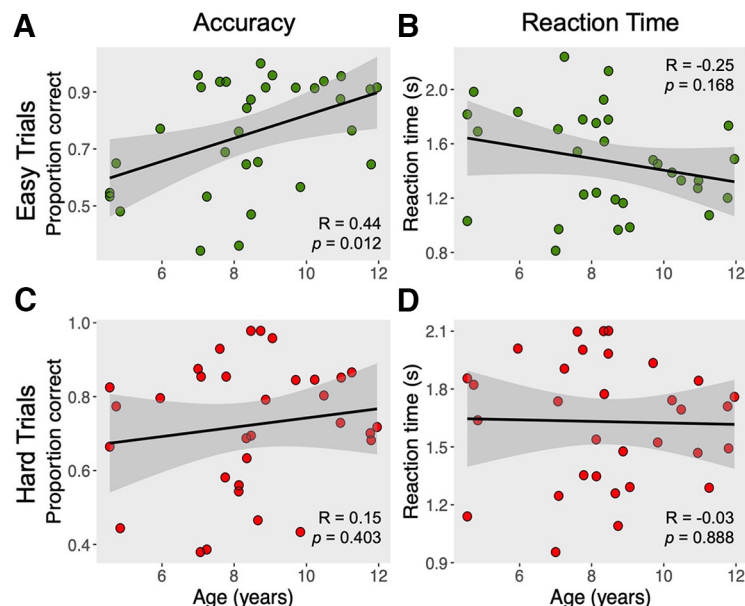 A Accuracy
B Reaction Time
Easy Trials
Proportion correct
0.9
0.7
0.5
6 8 10 12
R = 0.44
p = 0.012
Reaction time (s)
2.0
1.6
1.2
0.8
6 8 10 12
R = -0.25
p = 0.168
C
Hard Trials
Proportion correct
1.0
0.8
0.6
0.4
6 8 10 12
Age (years)
R = 0.15
p = 0.403
D
Reaction time (s)
2.1
1.8
1.5
1.2
0.9
6 8 10 12
Age (years)
R = -0.03
p = 0.888